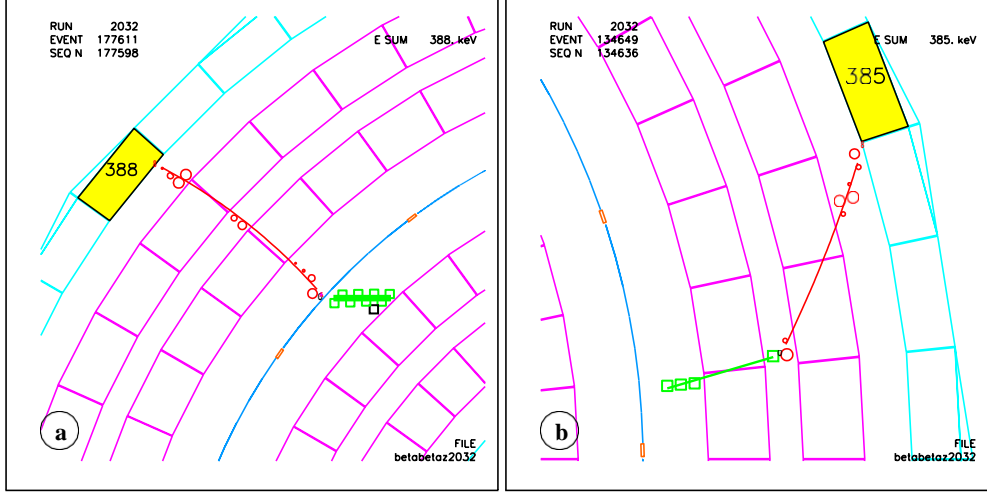 RUN 2032
EVENT 177611
SEQ N 177598
E SUM 388. keV
388
a
FILE
betabetaz2032
RUN 2032
EVENT 134649
SEQ N 134636
E SUM 385. keV
385
b
FILE
betabetaz2032